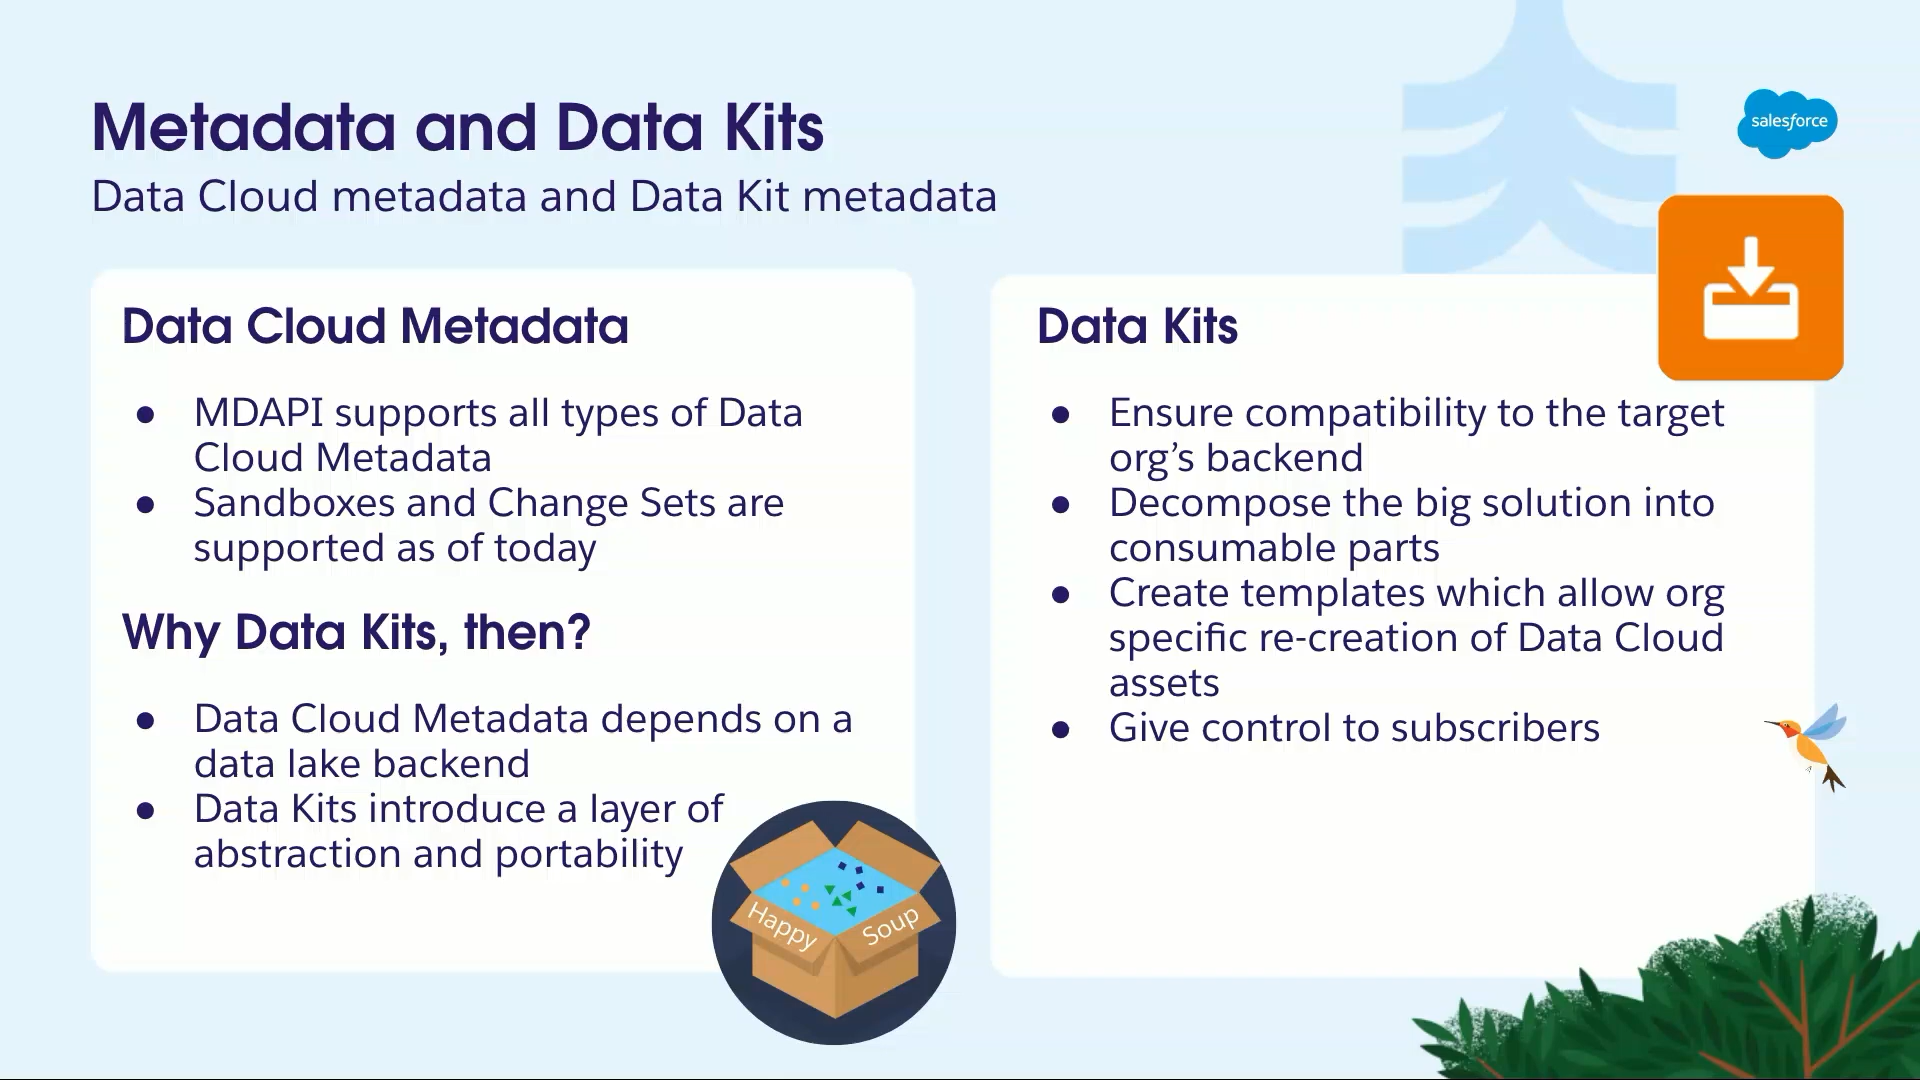 Metadata and Data Kits
Data Cloud metadata and Data Kit metadata
salesforce
Data Cloud Metadata
● MDAPI supports all types of Data
Cloud Metadata
● Sandboxes and Change Sets are
supported as of today
Why Data Kits, then?
● Data Cloud Metadata depends on a
data lake backend
● Data Kits introduce a layer of
abstraction and portability
Happy Soup
Data Kits
● Ensure compatibility to the target
org’s backend
● Decompose the big solution into
consumable parts
● Create templates which allow org
specific re-creation of Data Cloud
assets
● Give control to subscribers